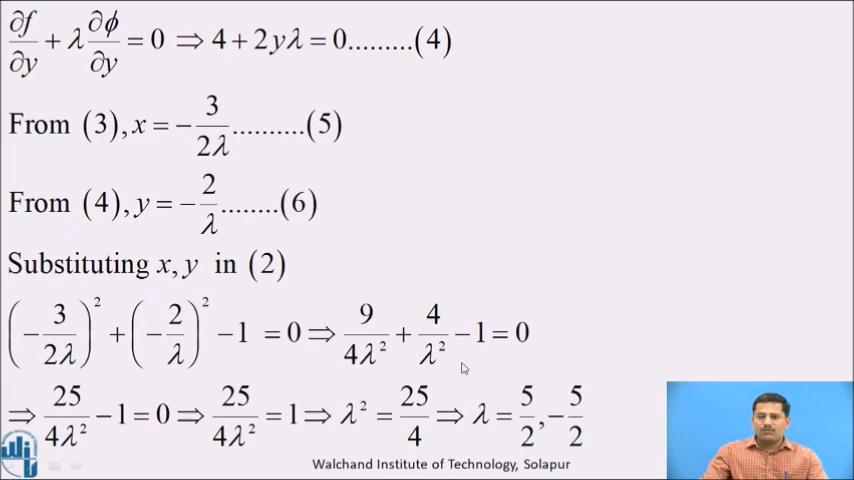 ∂f/∂y + λ ∂ϕ/∂y = 0 ⇒ 4 + 2yλ = 0.........(4)
From (3), x = − 3/2λ ..........(5)
From (4), y = − 2/λ ........(6)
Substituting x, y in (2)
(− 3/2λ)² + (− 2/λ)² − 1 = 0 ⇒ 9/4λ² + 4/λ² − 1 = 0
⇒ 25/4λ² − 1 = 0 ⇒ 25/4λ² = 1 ⇒ λ² = 25/4 ⇒ λ = 5/2, − 5/2
Walchand Institute of Technology, Solapur